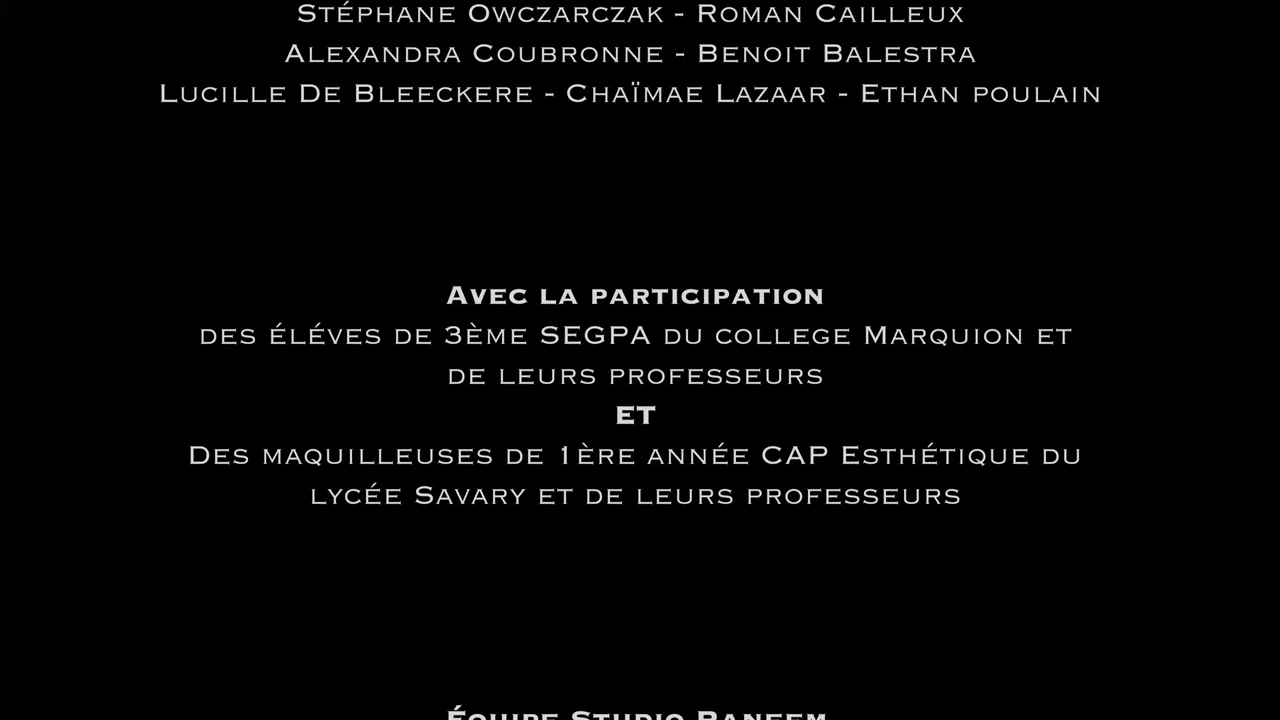 Stéphane Owczarczak - Roman Cailleux
Alexandra Coubronne - Benoit Balestra
Lucille De Bleeckere - Chaïmae Lazaar - Ethan poulain
Avec la participation
des éléves de 3ème SEGPA du college Marquion et
de leurs professeurs
et
Des maquilleuses de 1ère année CAP Esthétique du
lycée Savary et de leurs professeurs
Équipe Studio Raneem